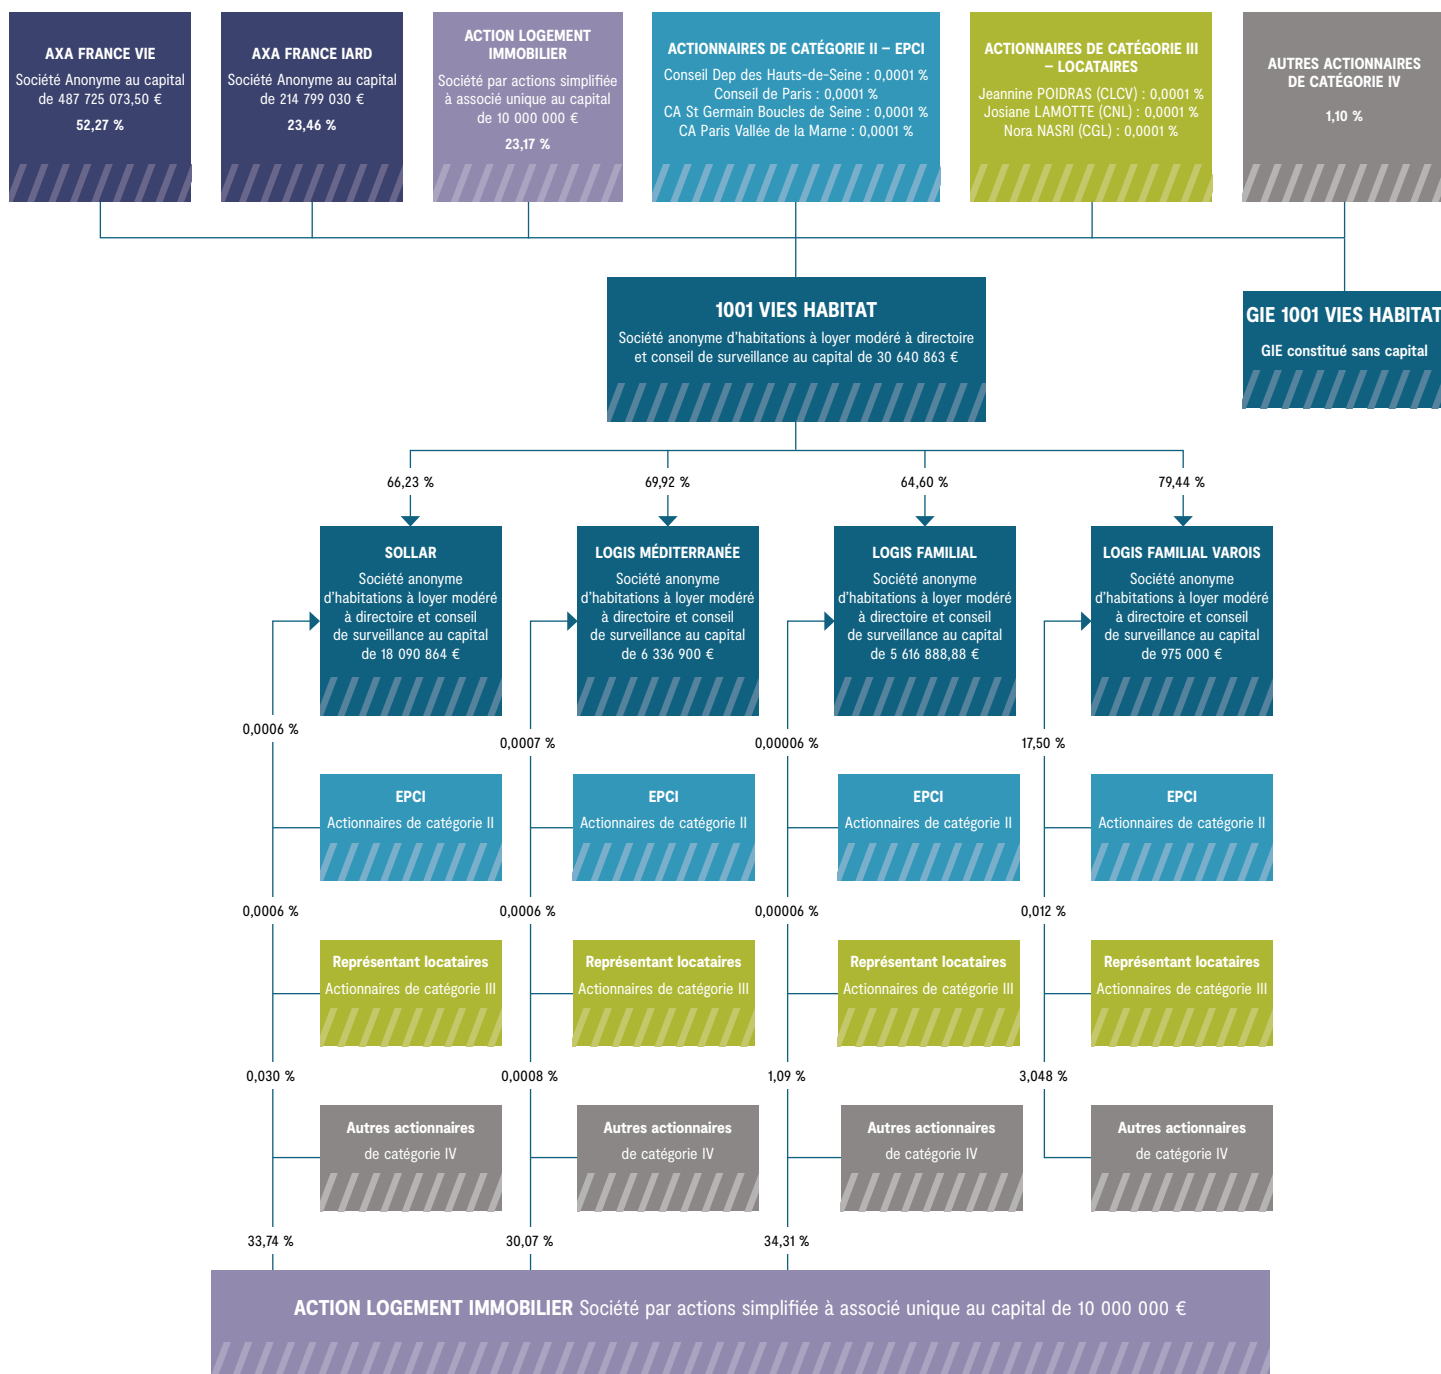 AXA FRANCE VIE
Société Anonyme au capital
de 487 725 073,50 €
52,27 %
AXA FRANCE IARD
Société Anonyme au capital
de 214 799 030 €
23,46 %
ACTION LOGEMENT
IMMOBILIER
Société par actions simplifiée
à associé unique au capital
de 10 000 000 €
23,17 %
ACTIONNAIRES DE CATÉGORIE II – EPCI
Conseil Dep des Hauts-de-Seine : 0,0001 %
Conseil de Paris : 0,0001 %
CA St Germain Boucles de Seine : 0,0001 %
CA Paris Vallée de la Marne : 0,0001 %
ACTIONNAIRES DE CATÉGORIE III
– LOCATAIRES
Jeannine POIDRAS (CLCV) : 0,0001 %
Josiane LAMOTTE (CNL) : 0,0001 %
Nora NASRI (CGL) : 0,0001 %
AUTRES ACTIONNAIRES
DE CATÉGORIE IV
1,10 %
1001 VIES HABITAT
Société anonyme d'habitations à loyer modéré à directoire
et conseil de surveillance au capital de 30 640 863 €
GIE 1001 VIES HABITAT
GIE constitué sans capital
66,23 %
69,92 %
64,60 %
79,44 %
SOLLAR
Société anonyme
d'habitations à loyer modéré
à directoire et conseil
de surveillance au capital
de 18 090 864 €
LOGIS MÉDITERRANÉE
Société anonyme
d'habitations à loyer modéré
à directoire et conseil
de surveillance au capital
de 6 336 900 €
LOGIS FAMILIAL
Société anonyme
d'habitations à loyer modéré
à directoire et conseil
de surveillance au capital
de 5 616 888,88 €
LOGIS FAMILIAL VAROIS
Société anonyme
d'habitations à loyer modéré
à directoire et conseil
de surveillance au capital
de 975 000 €
0,0006 %
0,0007 %
0,00006 %
17,50 %
EPCI
Actionnaires de catégorie II
EPCI
Actionnaires de catégorie II
EPCI
Actionnaires de catégorie II
EPCI
Actionnaires de catégorie II
0,0006 %
0,0006 %
0,00006 %
0,012 %
Représentant locataires
Actionnaires de catégorie III
Représentant locataires
Actionnaires de catégorie III
Représentant locataires
Actionnaires de catégorie III
Représentant locataires
Actionnaires de catégorie III
0,030 %
0,0008 %
1,09 %
3,048 %
Autres actionnaires
de catégorie IV
Autres actionnaires
de catégorie IV
Autres actionnaires
de catégorie IV
Autres actionnaires
de catégorie IV
33,74 %
30,07 %
34,31 %
ACTION LOGEMENT IMMOBILIER Société par actions simplifiée à associé unique au capital de 10 000 000 €